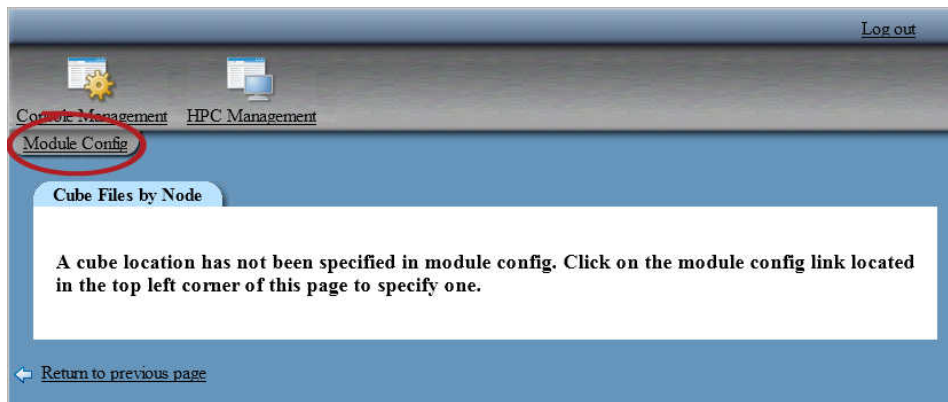 Log out
Console Management HPC Management
Module Config
Cube Files by Node
A cube location has not been specified in module config. Click on the module config link located
in the top left corner of this page to specify one.
Return to previous page